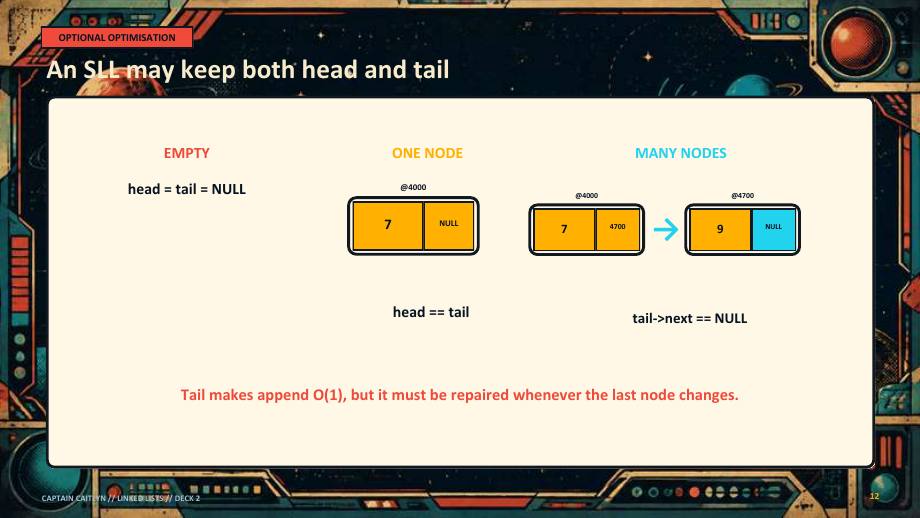 OPTIONAL OPTIMISATION
An SLL may keep both head and tail
EMPTY
head = tail = NULL
ONE NODE
@4000
7
NULL
head == tail
MANY NODES
@4000
7
4700
@4700
9
NULL
tail->next == NULL
Tail makes append O(1), but it must be repaired whenever the last node changes.
CAPTAIN CAITLYN // LINKED LISTS // DECK 2
12